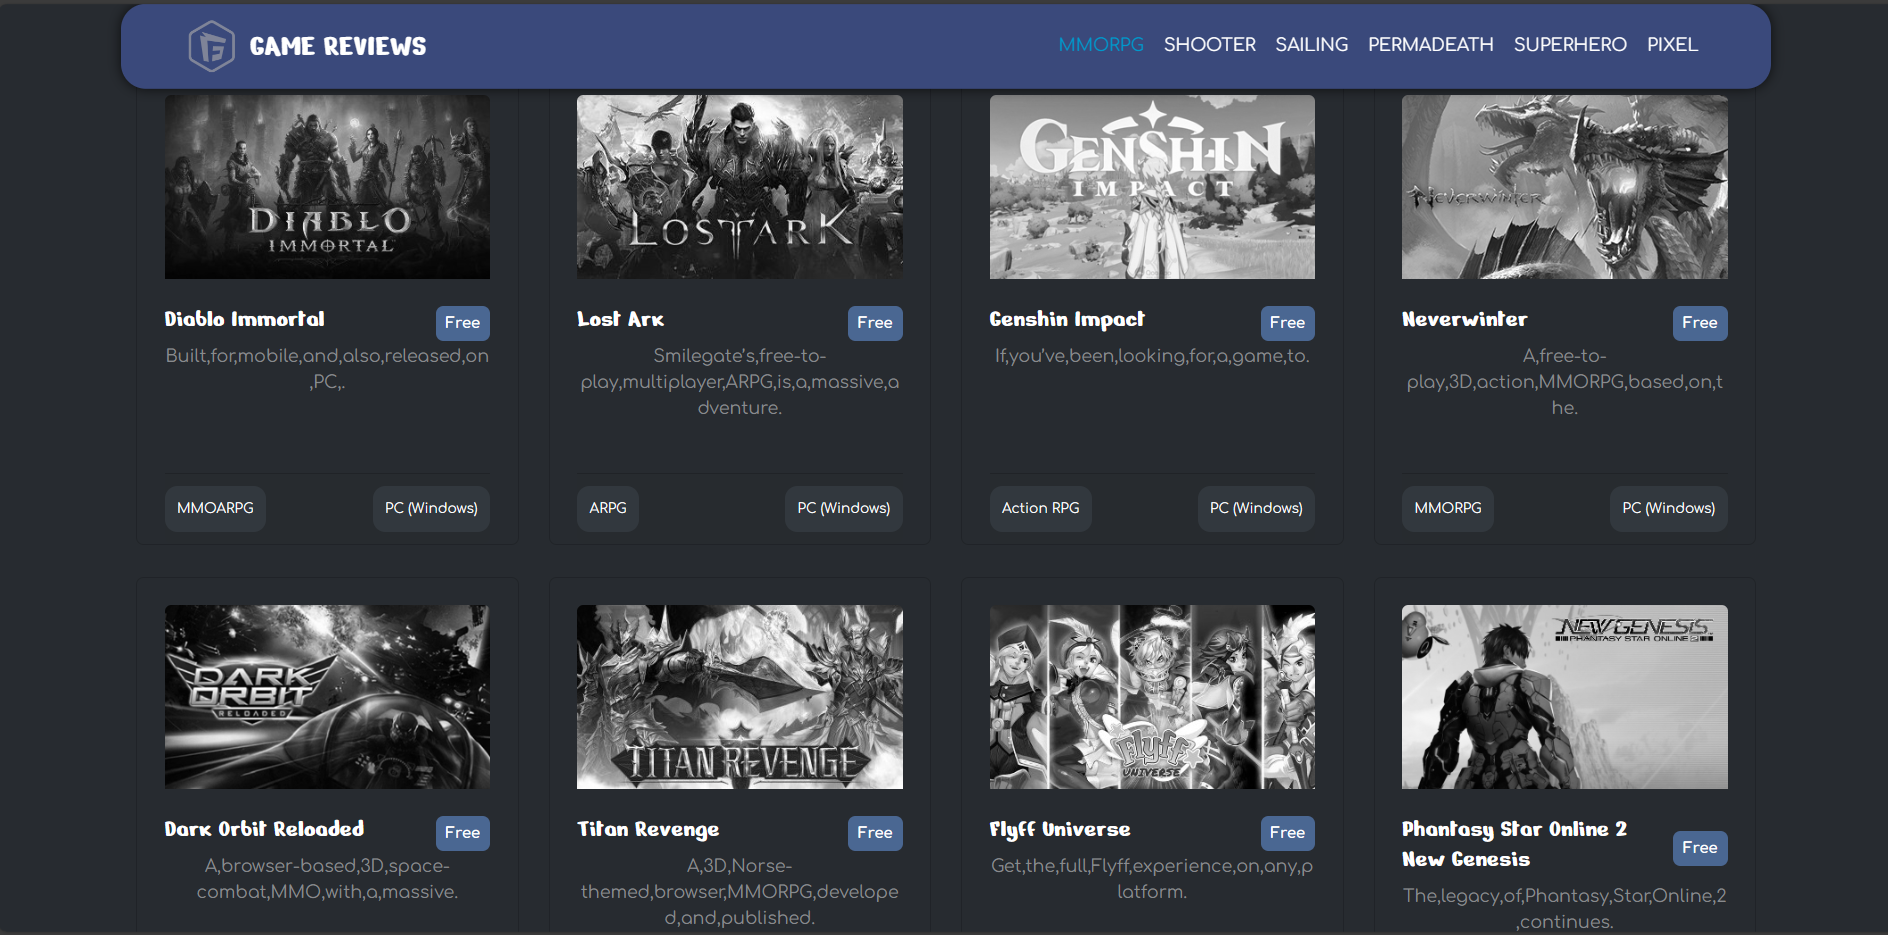 GAME REVIEWS
MMORPG SHOOTER SAILING PERMADEATH SUPERHERO PIXEL
DIABLO
IMMORTAL
LOST ARK
GENSHIN
IMPACT
NEVERWINTER
Diablo Immortal
Free
Built,for,mobile,and,also,released,on
,PC,.
MMOARPG
PC (Windows)
Lost Ark
Free
Smilegate’s,free-to-
play,multiplayer,ARPG,is,a,massive,a
dventure.
ARPG
PC (Windows)
Genshin Impact
Free
If,you’ve,been,looking,for,a,game,to.
Action RPG
PC (Windows)
Neverwinter
Free
A,free-to-
play,3D,action,MMORPG,based,on,t
he.
MMORPG
PC (Windows)
DARK
ORBIT
RELOADED
TITAN REVENGE
Flyff
UNIVERSE
NEW GENESIS
PHANTASY STAR ONLINE 2
Dark Orbit Reloaded
Free
A,browser-based,3D,space-
combat,MMO,with,a,massive.
Titan Revenge
Free
A,3D,Norse-
themed,browser,MMORPG,develope
d,and,published.
Flyff Universe
Free
Get,the,full,Flyff,experience,on,any,p
latform.
Phantasy Star Online 2
New Genesis
Free
The,legacy,of,Phantasy,Star,Online,2
,continues.